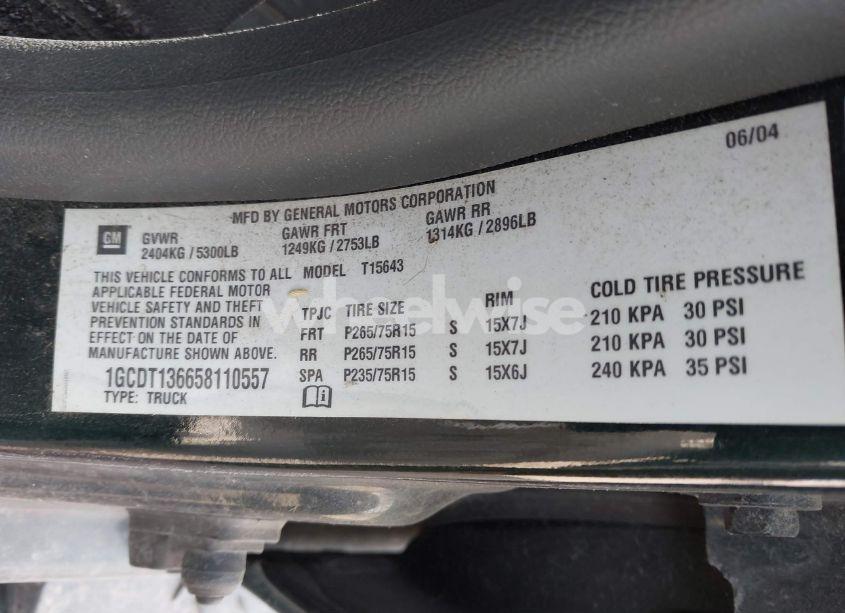 06/04
MFD BY GENERAL MOTORS CORPORATION
GM GVWR GAWR FRT GAWR RR
2404KG / 5300LB 1249KG / 2753LB 1314KG / 2896LB
THIS VEHICLE CONFORMS TO ALL MODEL T15643
APPLICABLE FEDERAL MOTOR
VEHICLE SAFETY AND THEFT
PREVENTION STANDARDS IN
EFFECT ON THE DATE OF
MANUFACTURE SHOWN ABOVE.
1GCDT136658110557
TYPE: TRUCK
TPJC TIRE SIZE RIM COLD TIRE PRESSURE
FRT P265/75R15 S 15X7J 210 KPA 30 PSI
RR P265/75R15 S 15X7J 210 KPA 30 PSI
SPA P235/75R15 S 15X6J 240 KPA 35 PSI
wheelwise